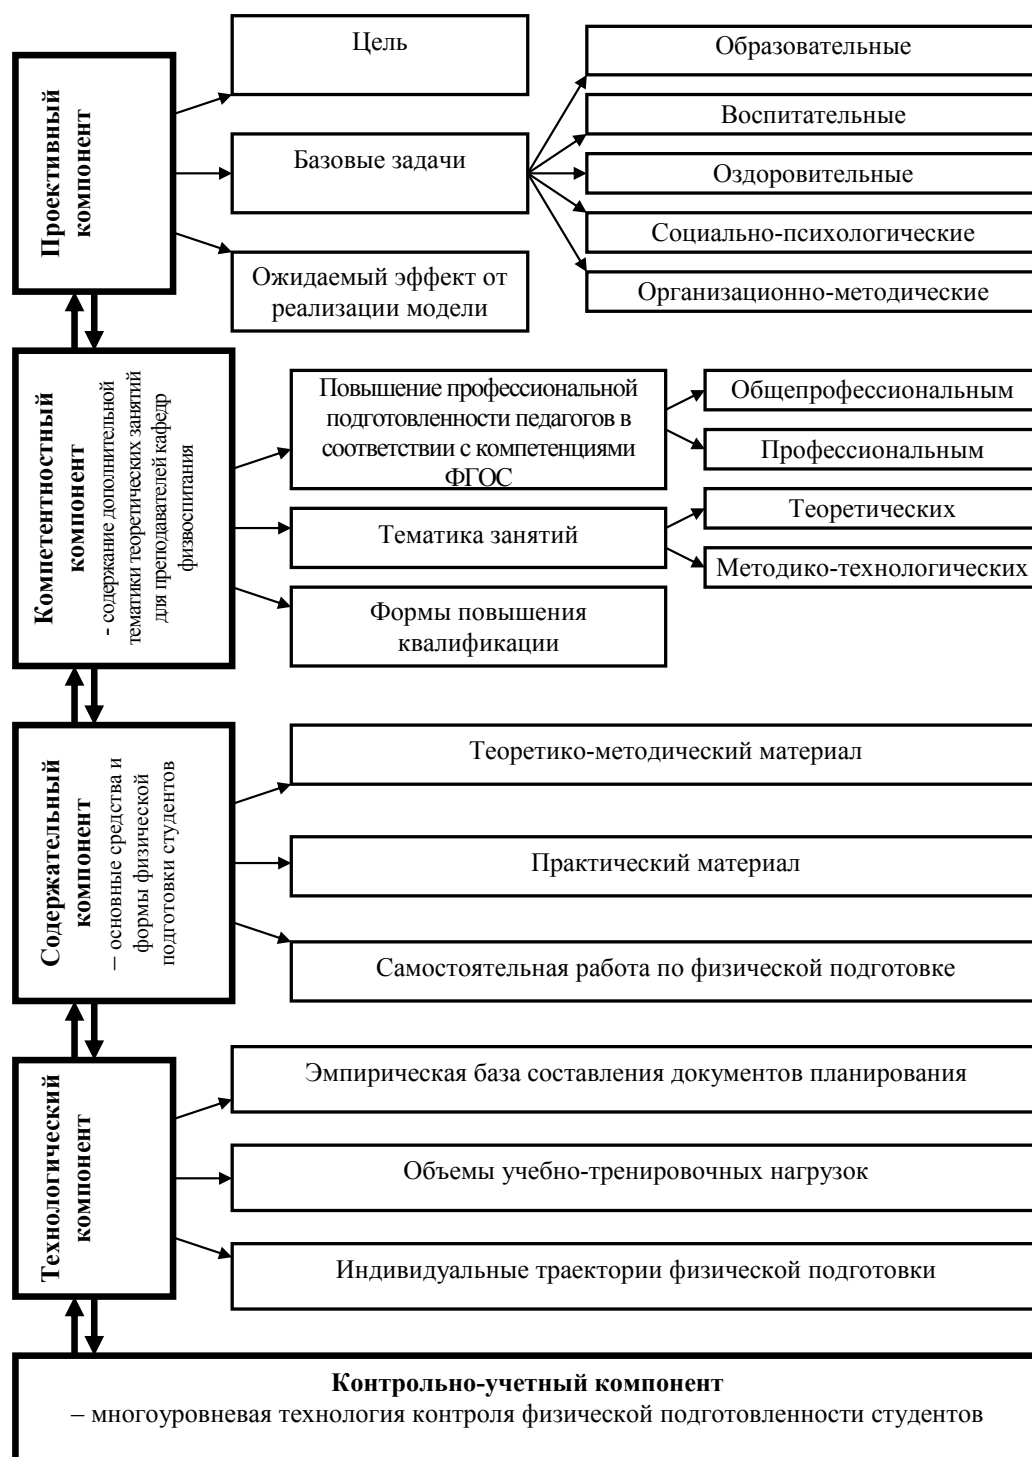 Проективный
компонент
Цель
Базовые задачи
Ожидаемый эффект от
реализации модели
Образовательные
Воспитательные
Оздоровительные
Социально-психологические
Организационно-методические
Компетентностный
компонент
- содержание дополнительной
тематики теоретических занятий
для преподавателей кафедр
физвоспитания
Повышение профессиональной
подготовленности педагогов в
соответствии с компетенциями
ФГОС
Общепрофессиональным
Профессиональным
Тематика занятий
Теоретических
Методико-технологических
Формы повышения
квалификации
Содержательный
компонент
– основные средства и
формы физической
подготовки студентов
Теоретико-методический материал
Практический материал
Самостоятельная работа по физической подготовке
Технологический
компонент
Эмпирическая база составления документов планирования
Объемы учебно-тренировочных нагрузок
Индивидуальные траектории физической подготовки
Контрольно-учетный компонент
– многоуровневая технология контроля физической подготовленности студентов